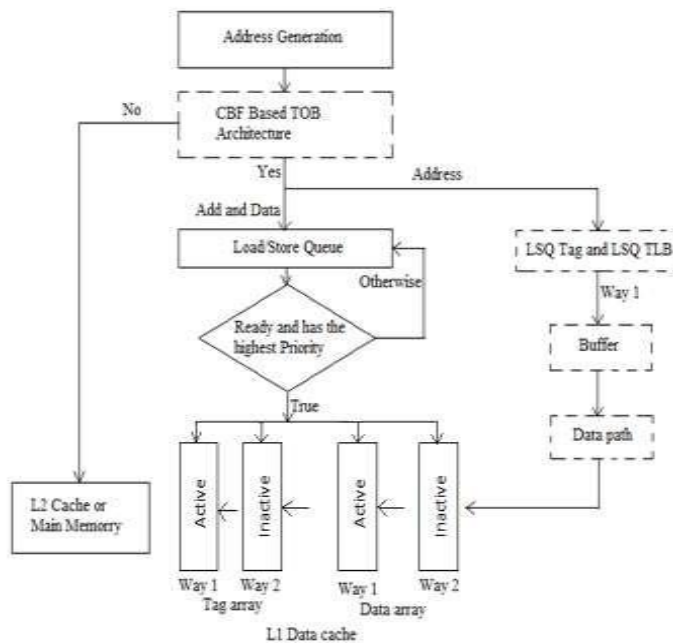 Address Generation
No
CBF Based TOB
Architecture
Yes
Address
Add and Data
Load/Store Queue
LSQ Tag and LSQ TLB
Otherwise
Way 1
Ready and has the
highest Priority
Buffer
True
Data path
L2 Cache or
Main Memorry
Active
Inactive
Active
Inactive
Way 1
Way 2
Way 1
Way 2
Tag array
Data array
L1 Data cache